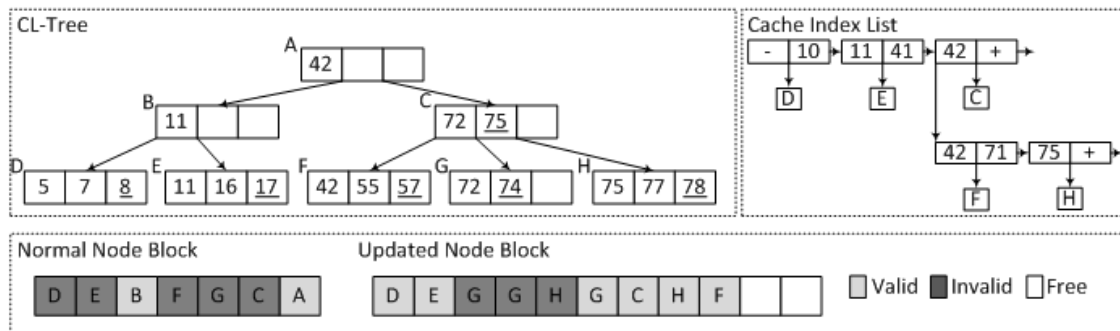 CL-Tree
A
42
B
11
C
72 75
D
5 7 8
E
11 16 17
F
42 55 57
G
72 74
H
75 77 78
Cache Index List
- 10 11 41 42 +
D E C
42 71 75 +
F H
Normal Node Block
D E B F G C A
Updated Node Block
D E G G H G C H F
Valid Invalid Free